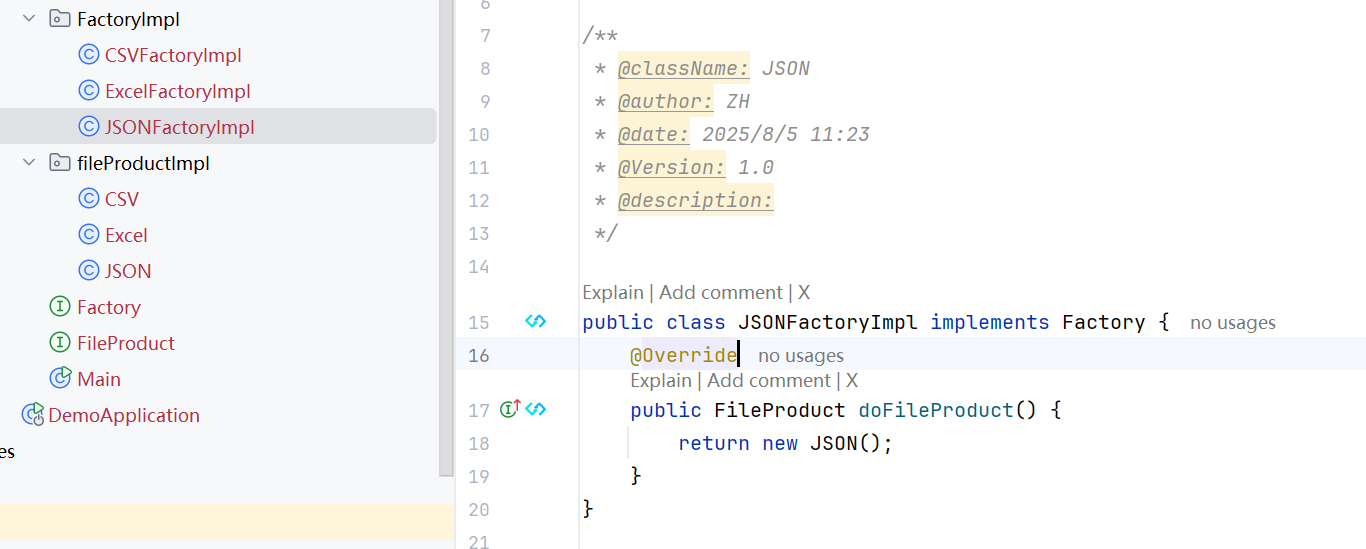 FactoryImpl
CSVFactoryImpl
ExcelFactoryImpl
JSONFactoryImpl
fileProductImpl
CSV
Excel
JSON
Factory
FileProduct
Main
DemoApplication
es
6
7 /**
8 * @className: JSON
9 * @author: ZH
10 * @date: 2025/8/5 11:23
11 * @Version: 1.0
12 * @description:
13 */
14
Explain | Add comment | X
15 public class JSONFactoryImpl implements Factory { no usages
16 @Override no usages
Explain | Add comment | X
17 public FileProduct doFileProduct() {
18 return new JSON();
19 }
20 }
21